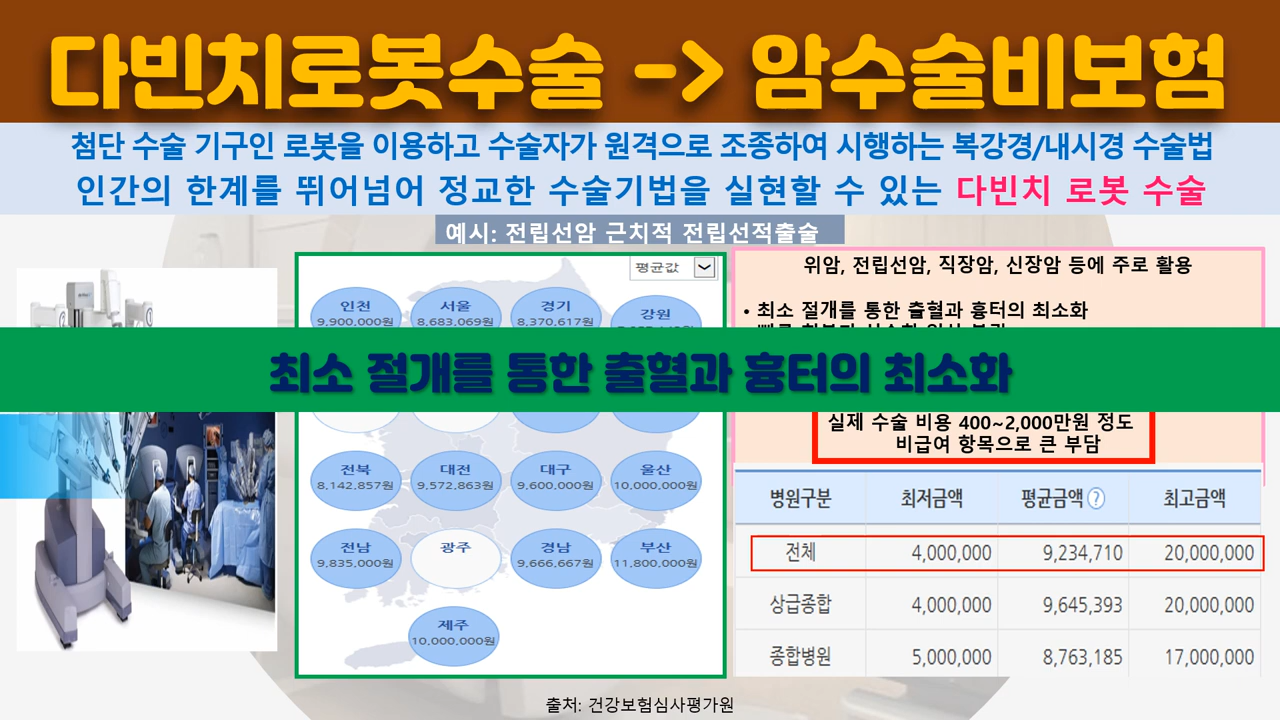 다빈치로봇수술 -> 암수술비보험
첨단 수술 기구인 로봇을 이용하고 수술자가 원격으로 조종하여 시행하는 복강경/내시경 수술법
인간의 한계를 뛰어넘어 정교한 수술기법을 실현할 수 있는 다빈치 로봇 수술
예시: 전립선암 근치적 전립선적출술
평균값
인천 서울 경기 강원
9,900,000원 8,683,069원 8,370,617원
위암, 전립선암, 직장암, 신장암 등에 주로 활용
• 최소 절개를 통한 출혈과 흉터의 최소화
최소 절개를 통한 출혈과 흉터의 최소화
실제 수술 비용 400~2,000만원 정도
비급여 항목으로 큰 부담
전북 대전 대구 울산
8,142,857원 9,572,863원 9,600,000원 10,000,000원
전남 광주 경남 부산
9,835,000원 9,666,667원 11,800,000원
제주
10,000,000원
병원구분 최저금액 평균금액 ? 최고금액
전체 4,000,000 9,234,710 20,000,000
상급종합 4,000,000 9,645,393 20,000,000
종합병원 5,000,000 8,763,185 17,000,000
출처: 건강보험심사평가원